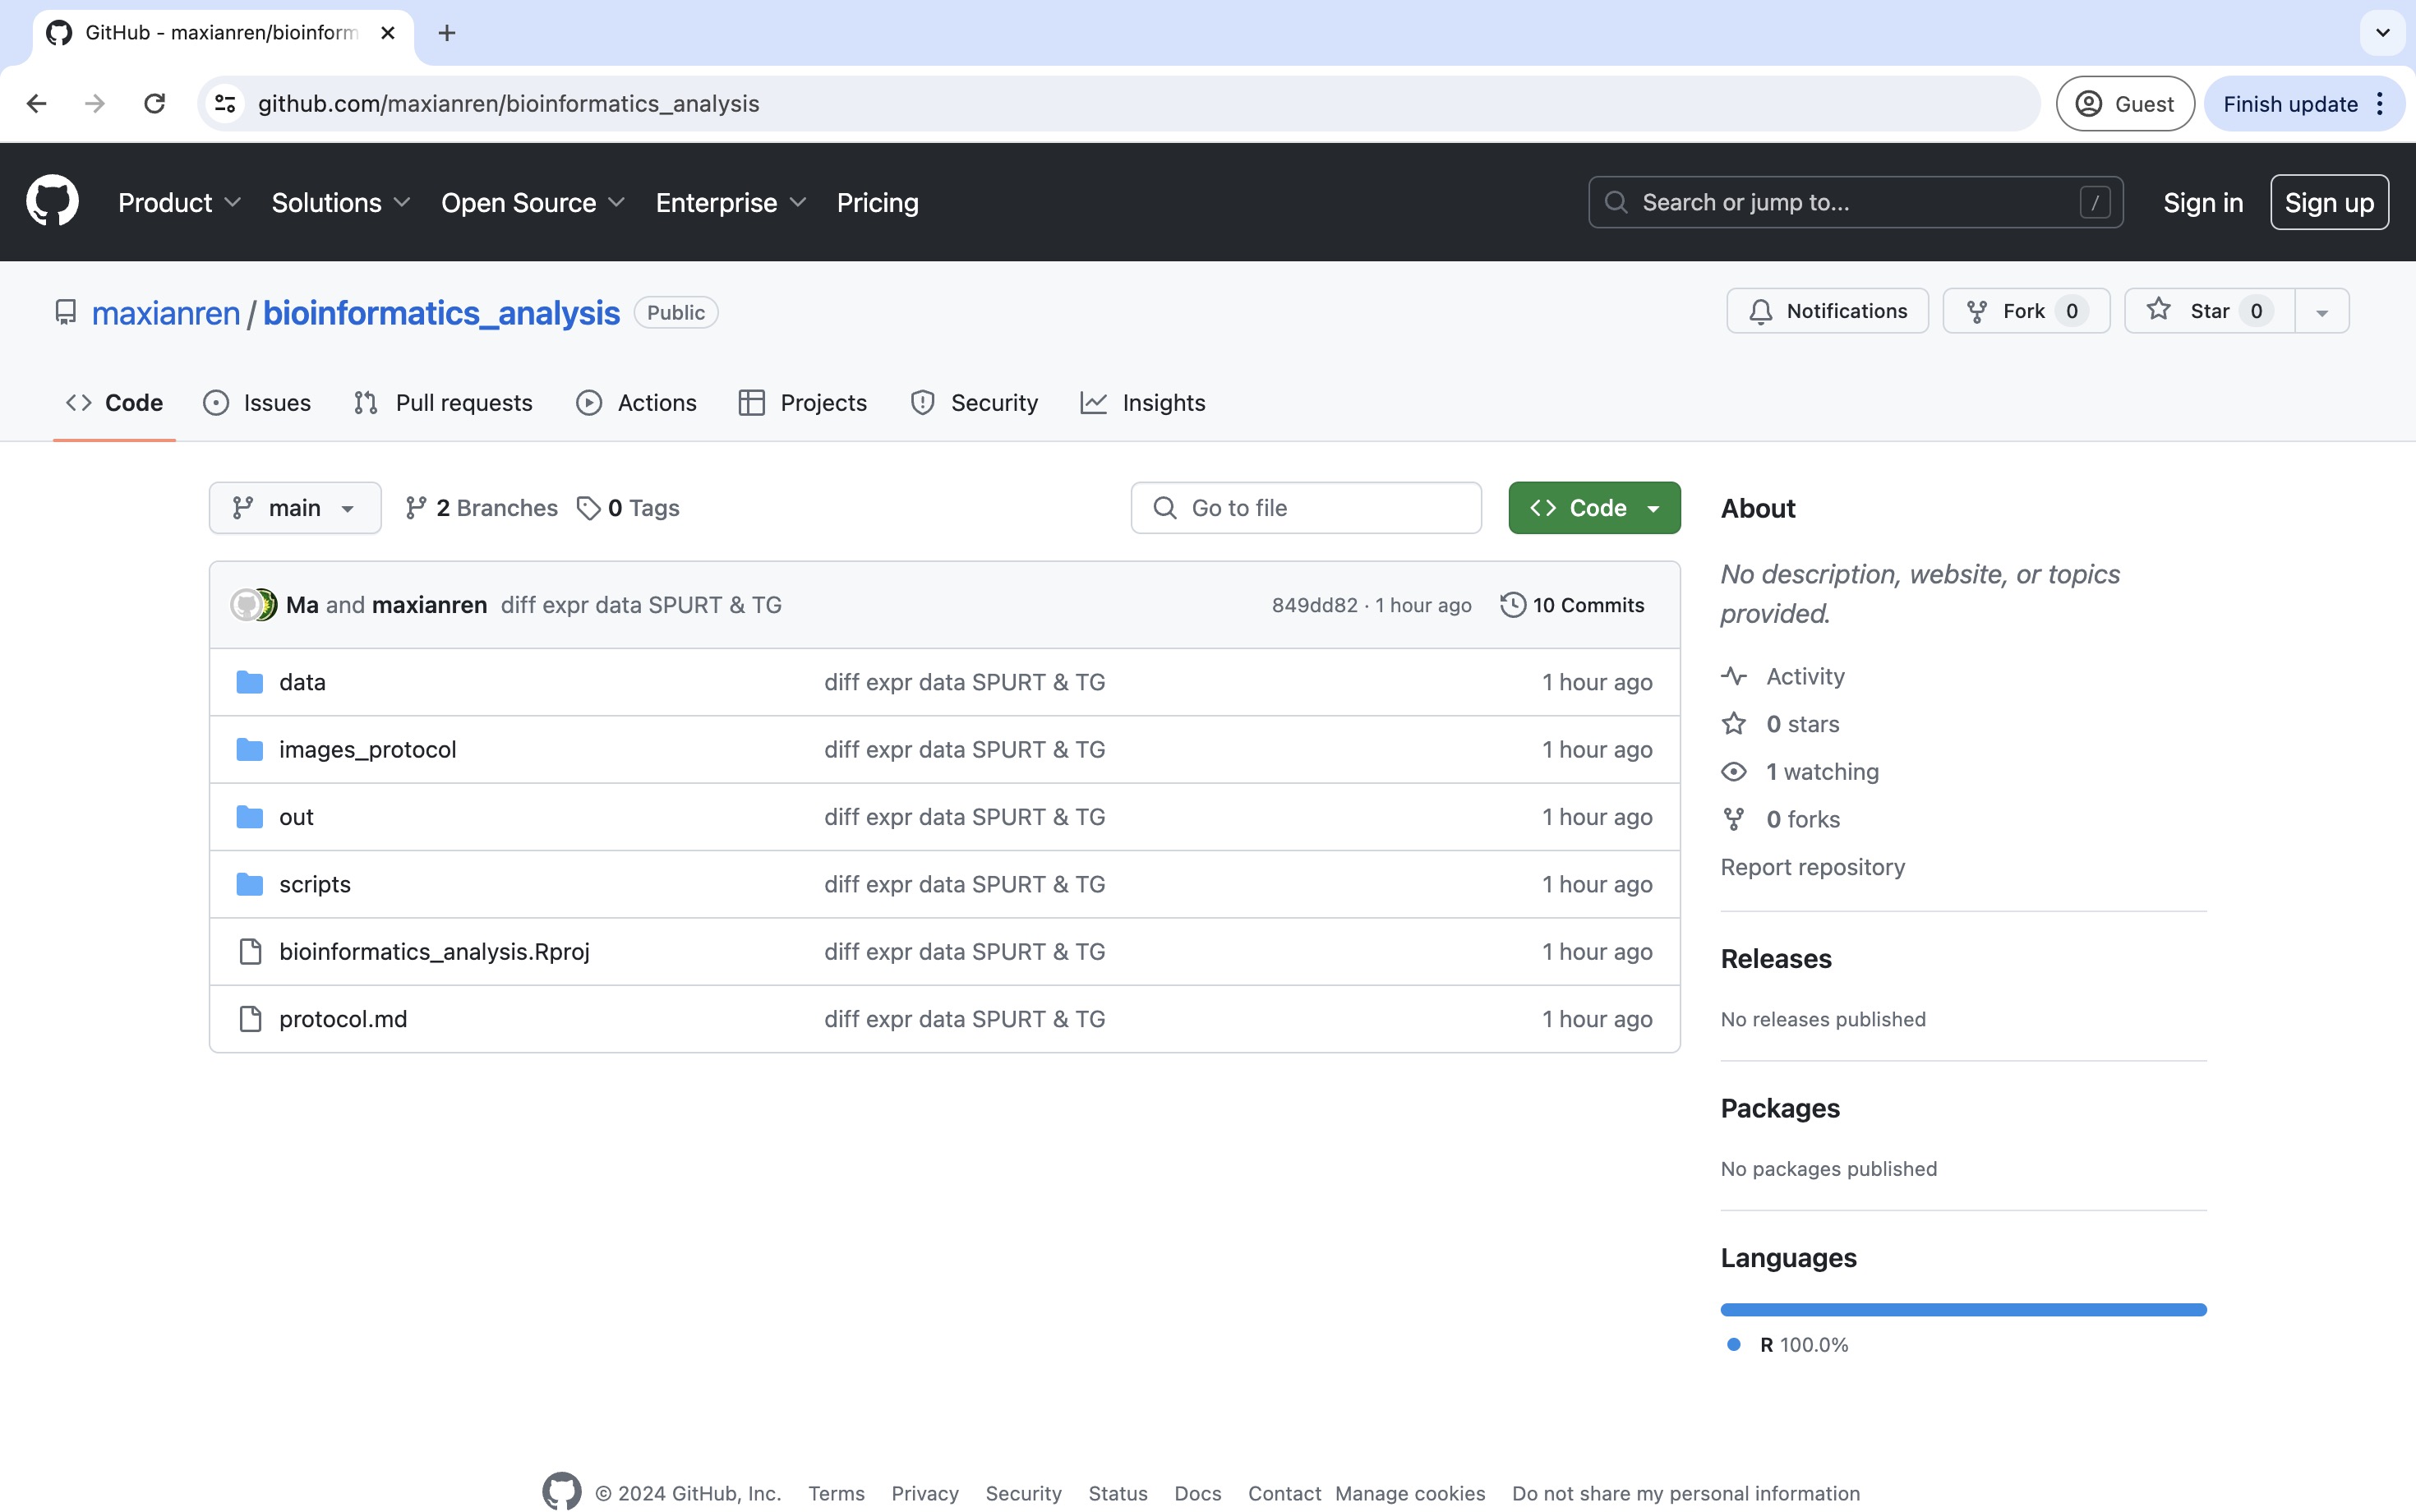 GitHub - maxianren/bioinform
github.com/maxianren/bioinformatics_analysis
Guest
Finish update
Product
Solutions
Open Source
Enterprise
Pricing
Search or jump to...
/
Sign in
Sign up
maxianren / bioinformatics_analysis
Public
Notifications
Fork 0
Star 0
Code
Issues
Pull requests
Actions
Projects
Security
Insights
main
2 Branches
0 Tags
Go to file
Code
Ma and maxianren diff expr data SPURT & TG
849dd82 · 1 hour ago
10 Commits
data diff expr data SPURT & TG 1 hour ago
images_protocol diff expr data SPURT & TG 1 hour ago
out diff expr data SPURT & TG 1 hour ago
scripts diff expr data SPURT & TG 1 hour ago
bioinformatics_analysis.Rproj diff expr data SPURT & TG 1 hour ago
protocol.md diff expr data SPURT & TG 1 hour ago
About
No description, website, or topics
provided.
Activity
0 stars
1 watching
0 forks
Report repository
Releases
No releases published
Packages
No packages published
Languages
R 100.0%
© 2024 GitHub, Inc.
Terms
Privacy
Security
Status
Docs
Contact
Manage cookies
Do not share my personal information